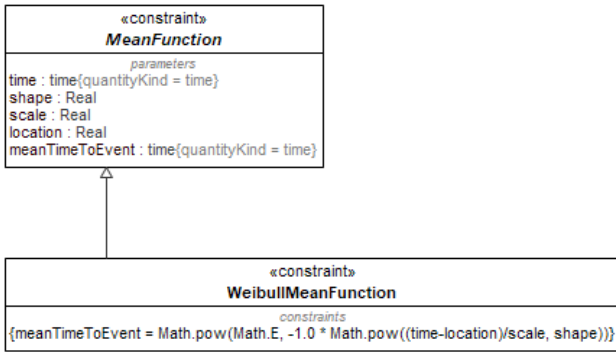 «constraint»
MeanFunction
parameters
time : time{quantityKind = time}
shape : Real
scale : Real
location : Real
meanTimeToEvent : time{quantityKind = time}
«constraint»
WeibullMeanFunction
constraints
{meanTimeToEvent = Math.pow(Math.E, -1.0 * Math.pow((time-location)/scale, shape))}